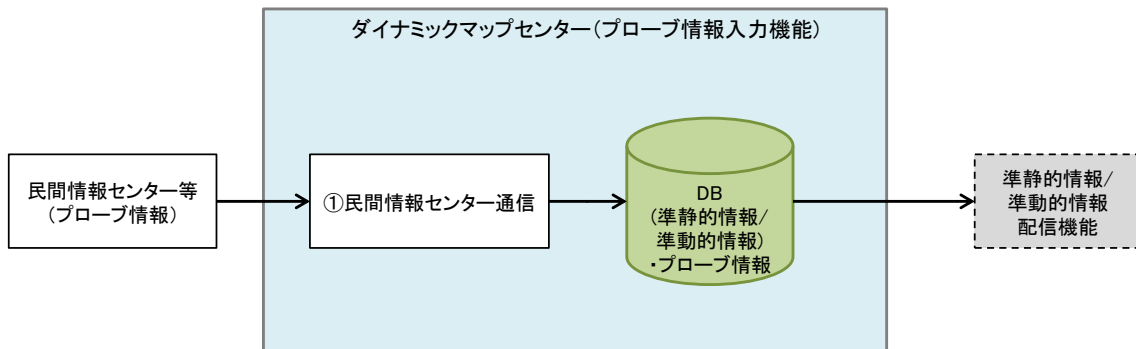 ダイナミックマップセンター(プローブ情報入力機能)
民間情報センター等
(プローブ情報)
①民間情報センター通信
DB
(準静的情報/
準動的情報)
・プローブ情報
準静的情報/
準動的情報
配信機能